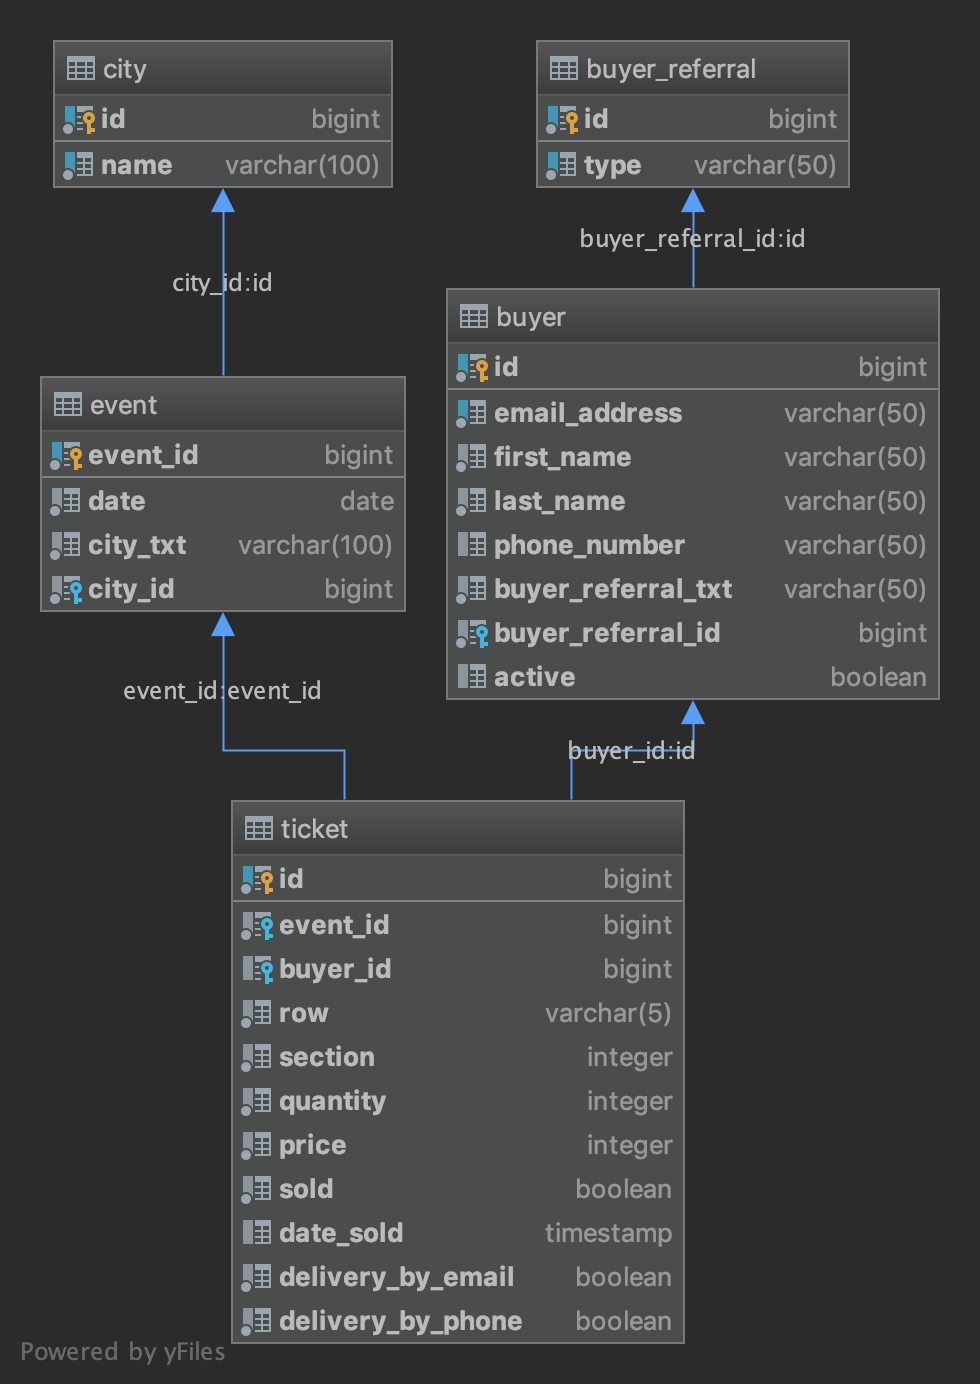 city
id bigint
name varchar(100)
buyer_referral
id bigint
type varchar(50)
city_id:id
buyer_referral_id:id
event
event_id bigint
date date
city_txt varchar(100)
city_id bigint
buyer
id bigint
email_address varchar(50)
first_name varchar(50)
last_name varchar(50)
phone_number varchar(50)
buyer_referral_txt varchar(50)
buyer_referral_id bigint
active boolean
event_id:event_id
buyer_id:id
ticket
id bigint
event_id bigint
buyer_id bigint
row varchar(5)
section integer
quantity integer
price integer
sold boolean
date_sold timestamp
delivery_by_email boolean
delivery_by_phone boolean
Powered by yFiles